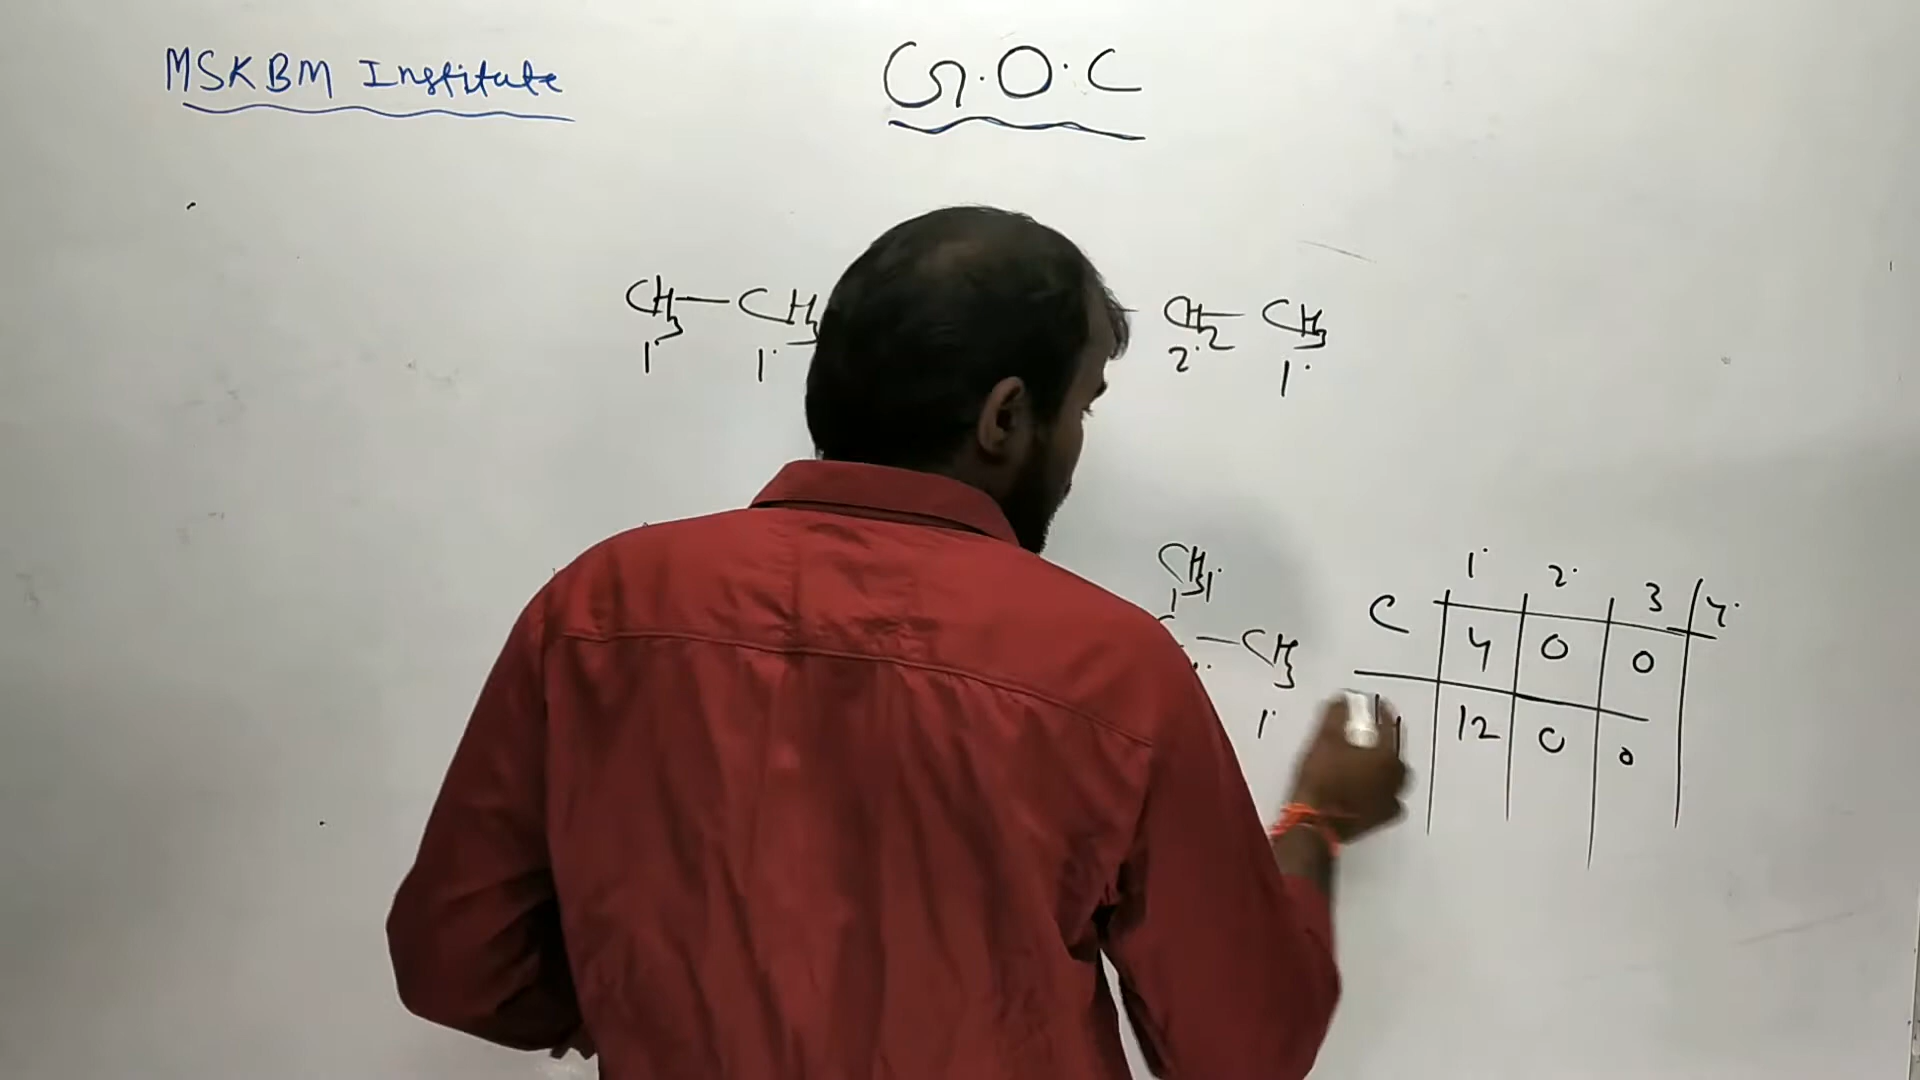 MSKBM Institute
G.O.C
CH3—CH3 — CH2—CH3
1° 1° 2° 1°
CH3 1°
—CH3
1°
1° 2° 3 4°
C 4 0 0
12 0 0